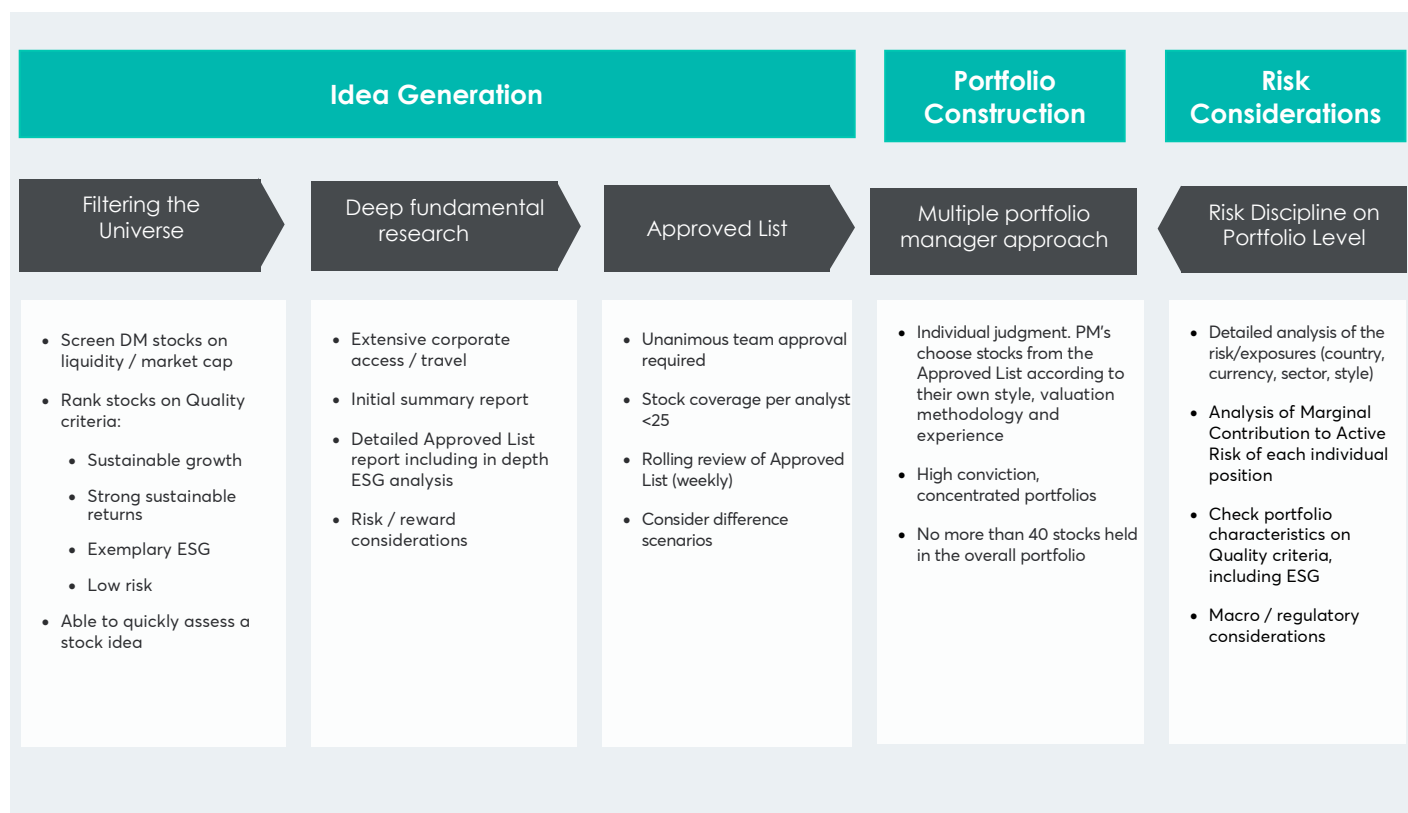 Idea Generation
Portfolio
Construction
Risk
Considerations
Filtering the
Universe
Deep fundamental
research
Approved List
Multiple portfolio
manager approach
Risk Discipline on
Portfolio Level
• Screen DM stocks on
liquidity / market cap
• Rank stocks on Quality
criteria:
• Sustainable growth
• Strong sustainable
returns
• Exemplary ESG
• Low risk
• Able to quickly assess a
stock idea
• Extensive corporate
access / travel
• Initial summary report
• Detailed Approved List
report including in depth
ESG analysis
• Risk / reward
considerations
• Unanimous team approval
required
• Stock coverage per analyst
<25
• Rolling review of Approved
List (weekly)
• Consider difference
scenarios
• Individual judgment. PM's
choose stocks from the
Approved List according to
their own style, valuation
methodology and
experience
• High conviction,
concentrated portfolios
• No more than 40 stocks held
in the overall portfolio
• Detailed analysis of the
risk/exposures (country,
currency, sector, style)
• Analysis of Marginal
Contribution to Active
Risk of each individual
position
• Check portfolio
characteristics on
Quality criteria,
including ESG
• Macro / regulatory
considerations